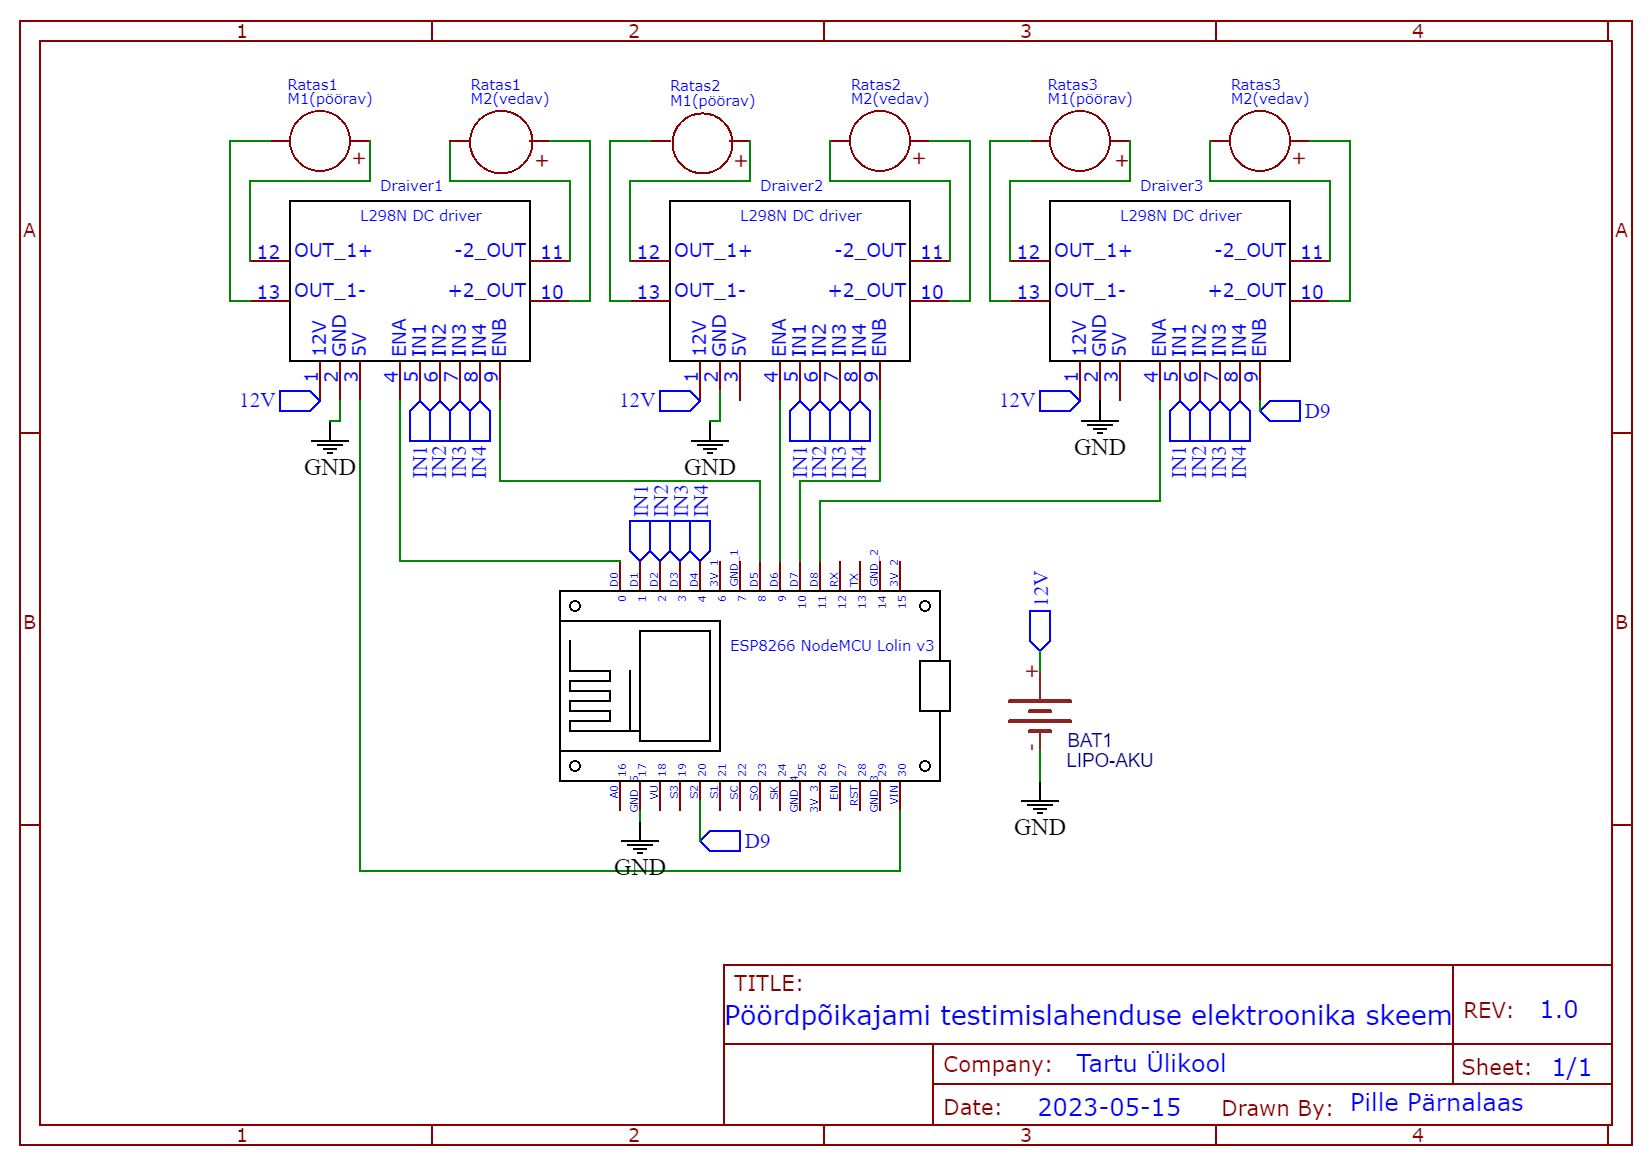 1 2 3 4
Ratas1
M1(pöörav)
Ratas1
M2(vedav)
Ratas2
M1(pöörav)
Ratas2
M2(vedav)
Ratas3
M1(pöörav)
Ratas3
M2(vedav)
+ + + + + +
Draiver1
L298N DC driver
12 OUT_1+ -2_OUT 11
13 OUT_1- +2_OUT 10
12V GND 5V ENA IN1 IN2 IN3 IN4 ENB
1 2 3 4 5 6 7 8 9
12V
GND
IN1 IN2 IN3 IN4
Draiver2
L298N DC driver
12 OUT_1+ -2_OUT 11
13 OUT_1- +2_OUT 10
12V GND 5V ENA IN1 IN2 IN3 IN4 ENB
1 2 3 4 5 6 7 8 9
12V
GND
IN1 IN2 IN3 IN4
Draiver3
L298N DC driver
12 OUT_1+ -2_OUT 11
13 OUT_1- +2_OUT 10
12V GND 5V ENA IN1 IN2 IN3 IN4 ENB
1 2 3 4 5 6 7 8 9
12V
D9
GND
IN1 IN2 IN3 IN4
A A
B B
IN1 IN2 IN3 IN4
D0 D1 D2 D3 D4 3V_1 GND_1 D5 D6 D7 D8 RX TX GND_2 3V_2
0 1 2 3 4 6 7 8 9 10 11 12 13 14 15
ESP8266 NodeMCU Lolin v3
16 17 18 19 20 21 22 23 24 25 26 27 28 29 30
A0 GND_5 VU S3 S2 S1 SC SO SK GND_4 3V_3 EN RST GND_3 VIN
GND
D9
12V
+
-
BAT1
LIPO-AKU
GND
TITLE:
Pöördpõikajami testimislahenduse elektroonika skeem
REV: 1.0
Company: Tartu Ülikool
Sheet: 1/1
Date: 2023-05-15
Drawn By: Pille Pärnalaas
1 2 3 4